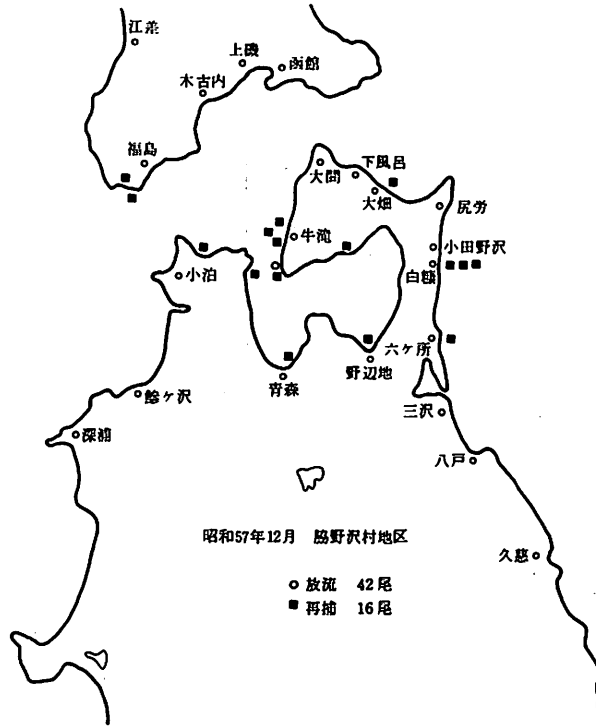 江差
上磯
函館
木古内
福島
大間
下風呂
大畑
尻労
牛滝
小田野沢
小泊
白糠
六ケ所
野辺地
青森
鯵ケ沢
三沢
深浦
八戸
昭和57年12月 脇野沢村地区
久慈
放流 42尾
再捕 16尾